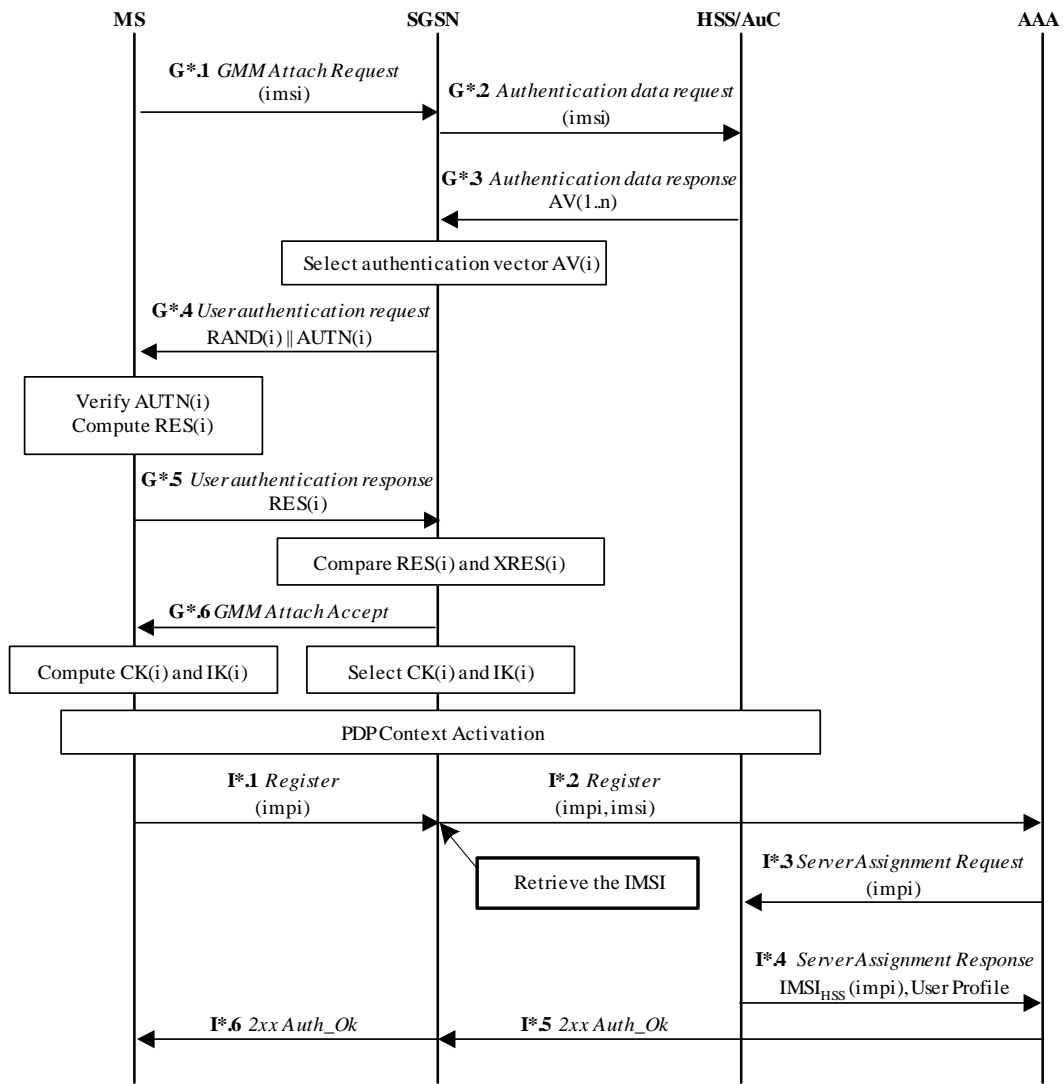 MS SGSN HSS/AuC AAA
G*.1 GMM Attach Request
(imsi)
G*.2 Authentication data request
(imsi)
G*.3 Authentication data response
AV(1..n)
Select authentication vector AV(i)
G*.4 User authentication request
RAND(i) || AUTN(i)
Verify AUTN(i)
Compute RES(i)
G*.5 User authentication response
RES(i)
Compare RES(i) and XRES(i)
G*.6 GMM Attach Accept
Compute CK(i) and IK(i)
Select CK(i) and IK(i)
PDP Context Activation
I*.1 Register
(impi)
I*.2 Register
(impi, imsi)
Retrieve the IMSI
I*.3 Server Assignment Request
(impi)
I*.4 Server Assignment Response
IMSI_HSS (impi), User Profile
I*.6 2xx Auth_Ok
I*.5 2xx Auth_Ok